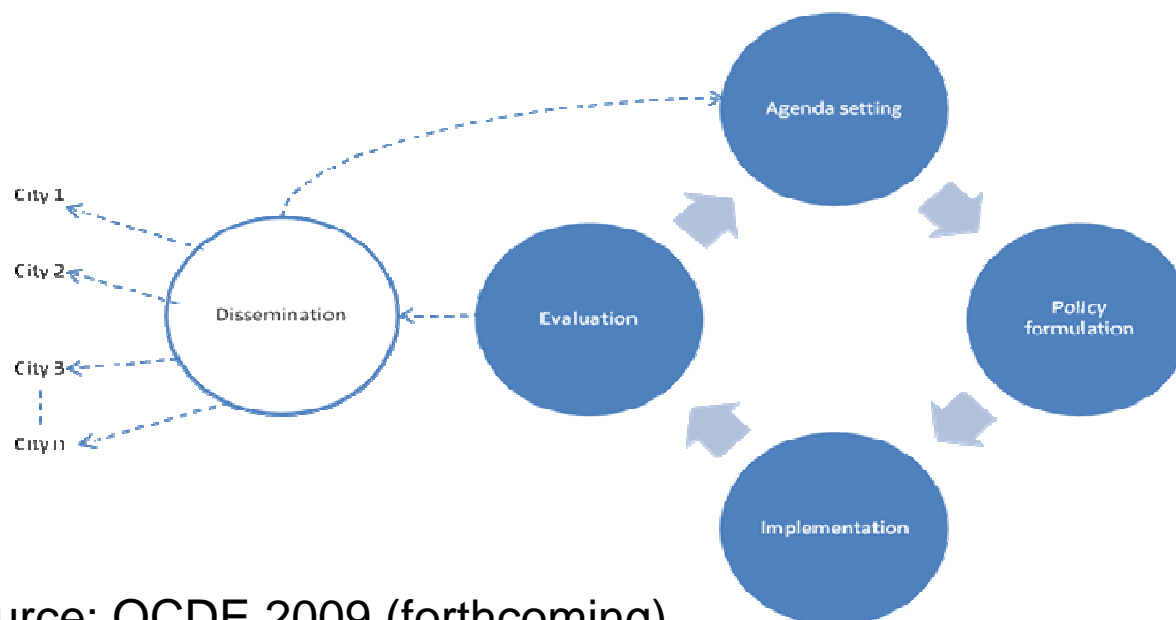 Agenda setting
City 1
City 2
Dissemination
Evaluation
Policy
formulation
City 3
City n
Implementation
urce: OCDE 2009 (forthcoming)